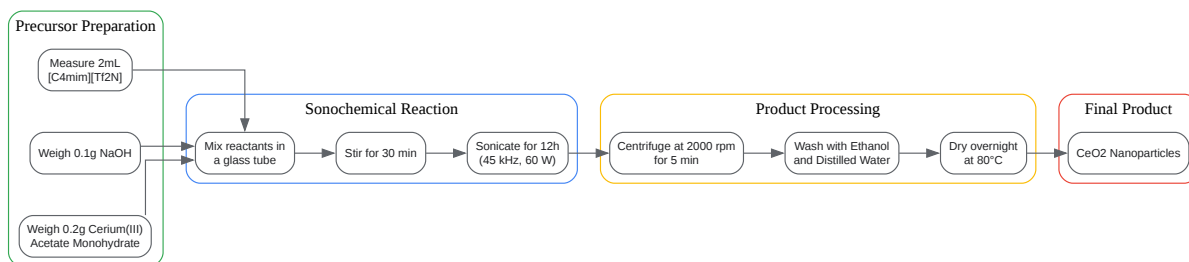 Precursor Preparation
Measure 2mL
[C4mim][Tf2N]
Weigh 0.1g NaOH
Weigh 0.2g Cerium(III)
Acetate Monohydrate
Sonochemical Reaction
Mix reactants in
a glass tube
Stir for 30 min
Sonicate for 12h
(45 kHz, 60 W)
Product Processing
Centrifuge at 2000 rpm
for 5 min
Wash with Ethanol
and Distilled Water
Dry overnight
at 80°C
Final Product
CeO2 Nanoparticles